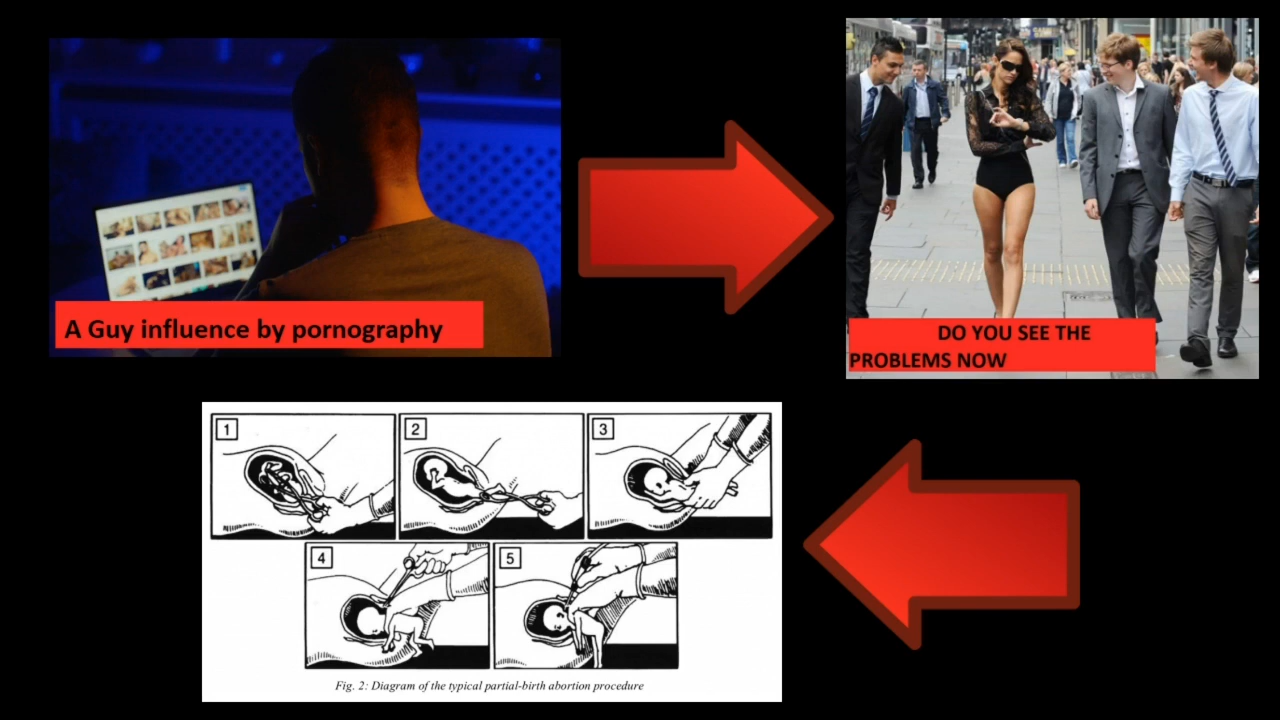 A Guy influence by pornography
DO YOU SEE THE
PROBLEMS NOW
1
2
3
4
5
Fig. 2: Diagram of the typical partial-birth abortion procedure